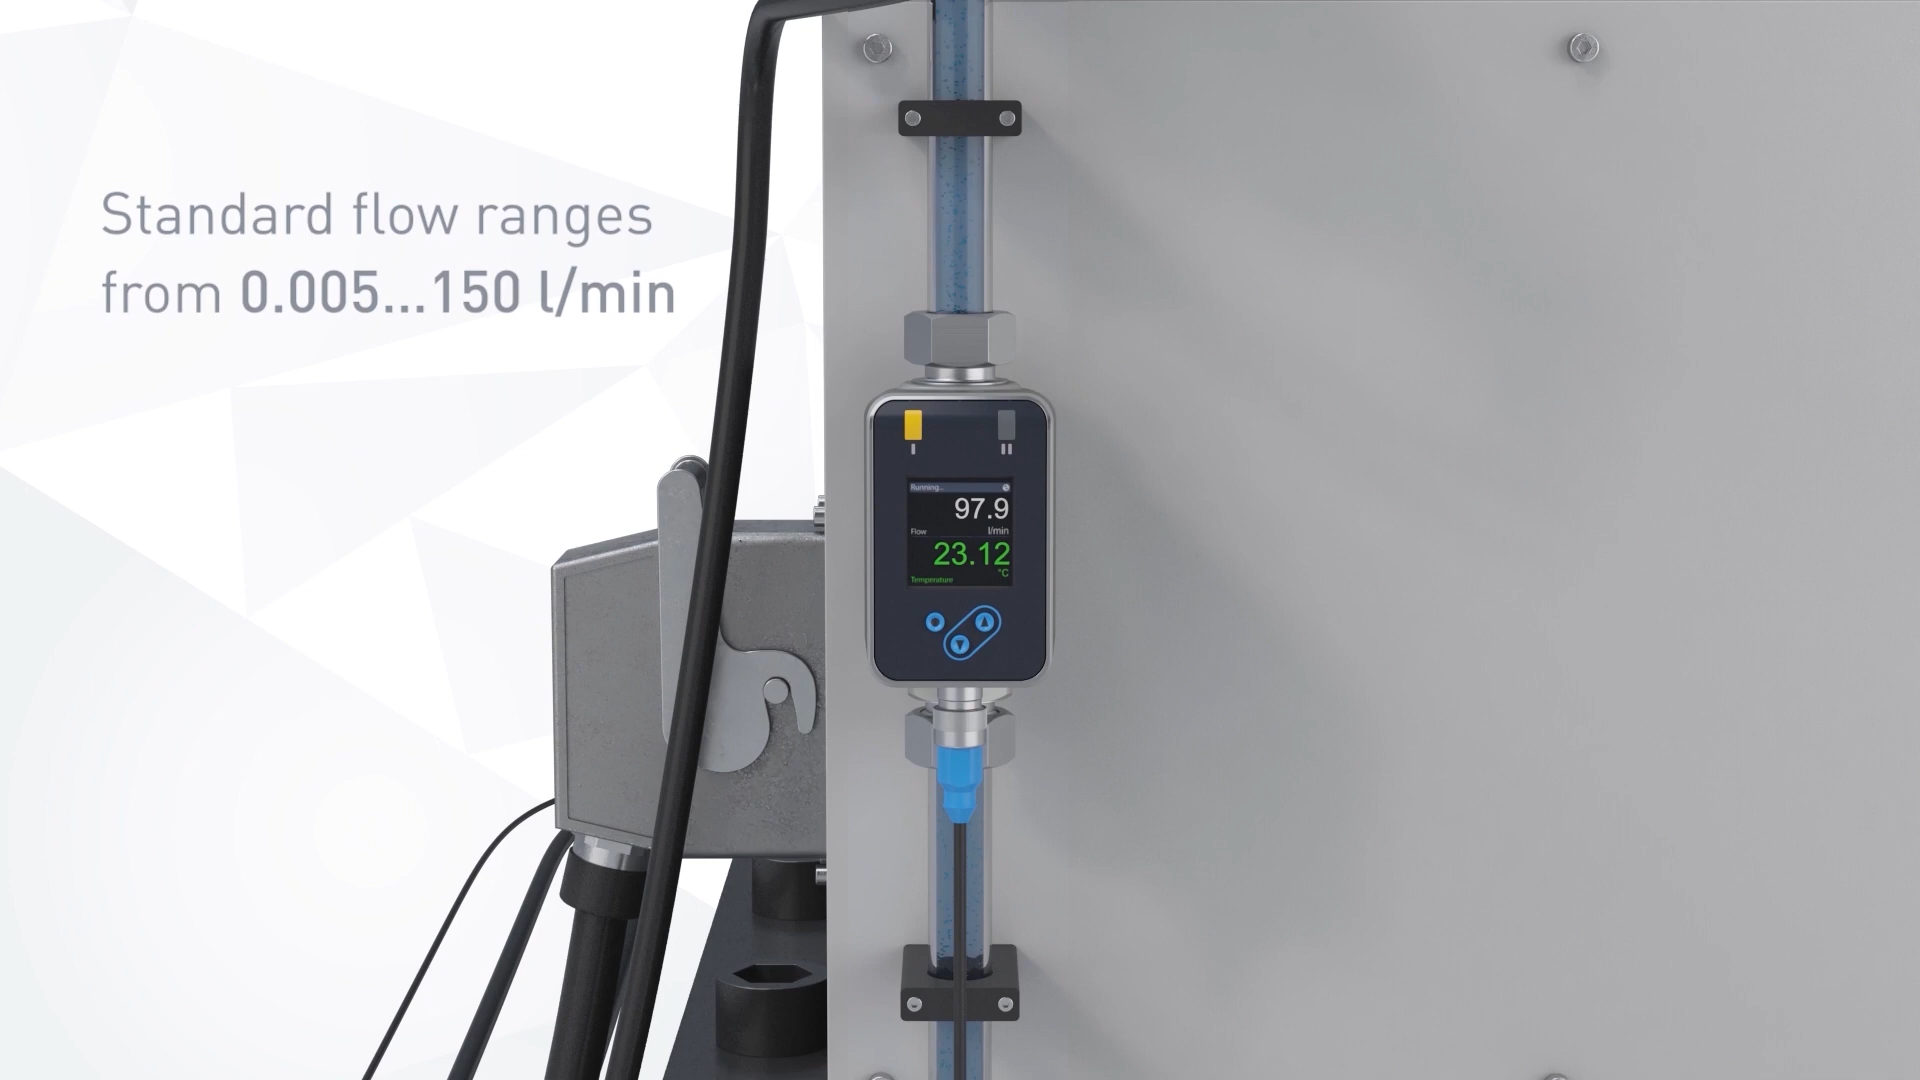 Standard flow ranges
from 0.005...150 l/min
I II
Running...
97.9
Flow l/min
23.12
°C
Temperature